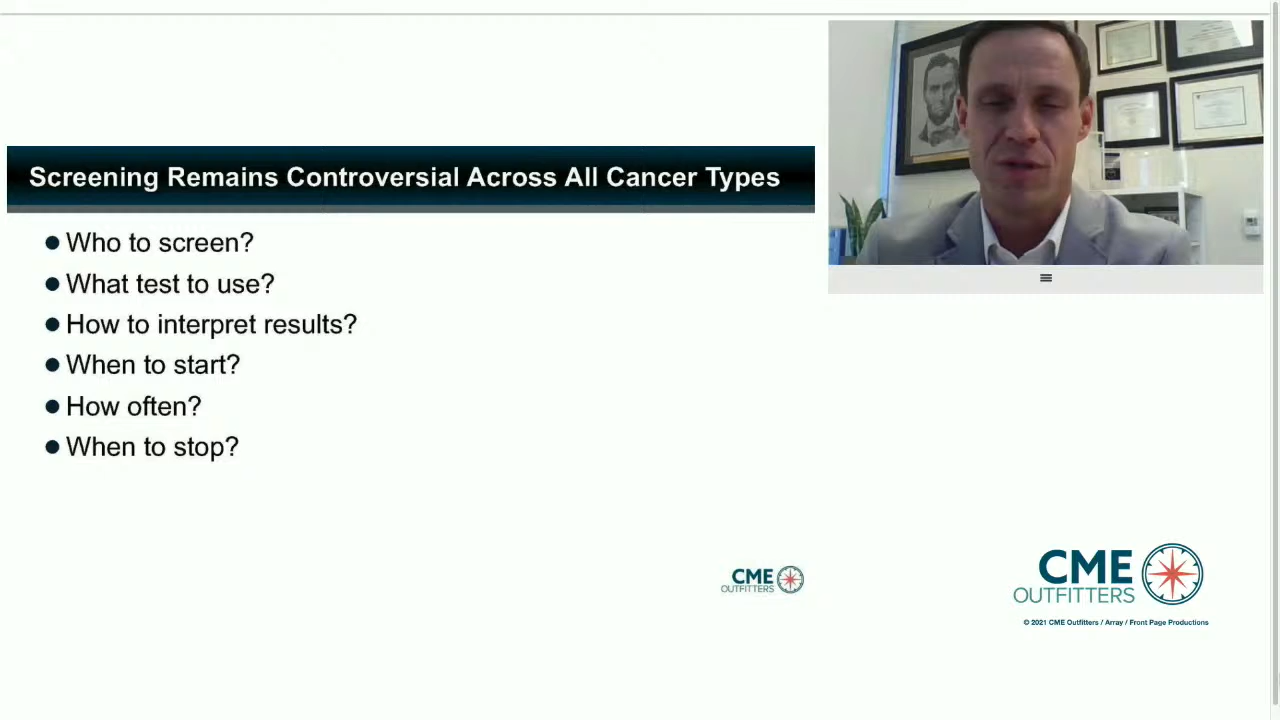 Screening Remains Controversial Across All Cancer Types
Who to screen?
What test to use?
How to interpret results?
When to start?
How often?
When to stop?
CME
OUTFITTERS
CME
OUTFITTERS
© 2021 CME Outfitters / Array / Front Page Productions